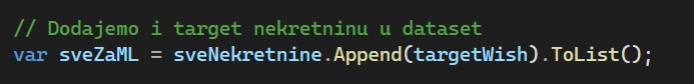 // Dodajemo i target nekretninu u dataset
var sveZaML = sveNekretnine.Append(targetWish).ToList();